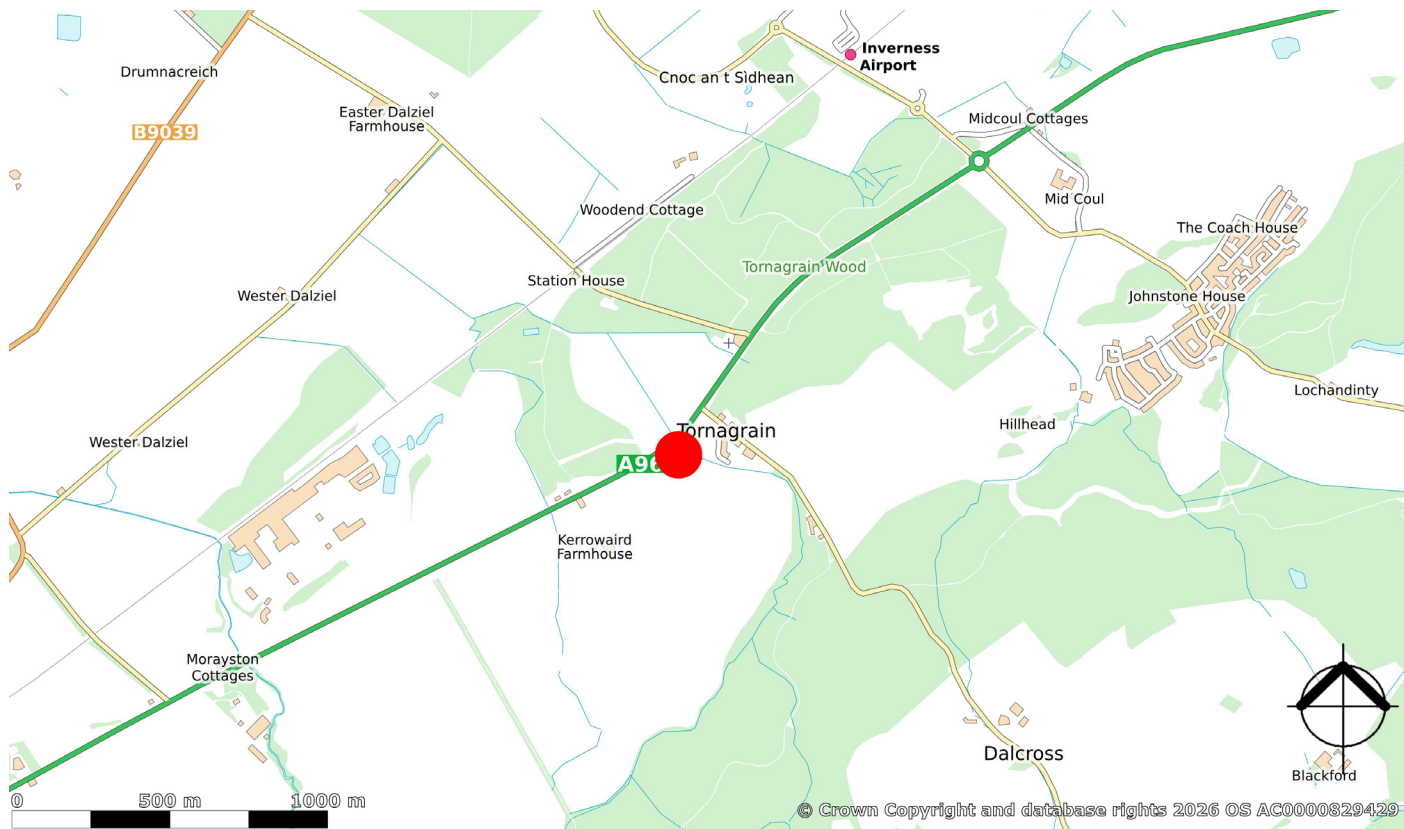 Inverness
Airport
Drumnacreich
Cnoc an t Sìdhean
B9039
Easter Dalziel
Farmhouse
Midcoul Cottages
Woodend Cottage
Mid Coul
The Coach House
Tornagrain Wood
Station House
Wester Dalziel
Johnstone House
Lochandinty
Hillhead
Tornagrain
Wester Dalziel
A96
Kerrowaird
Farmhouse
Morayston
Cottages
Dalcross
Blackford
0 500 m 1000 m
© Crown Copyright and database rights 2026 OS AC0000829429